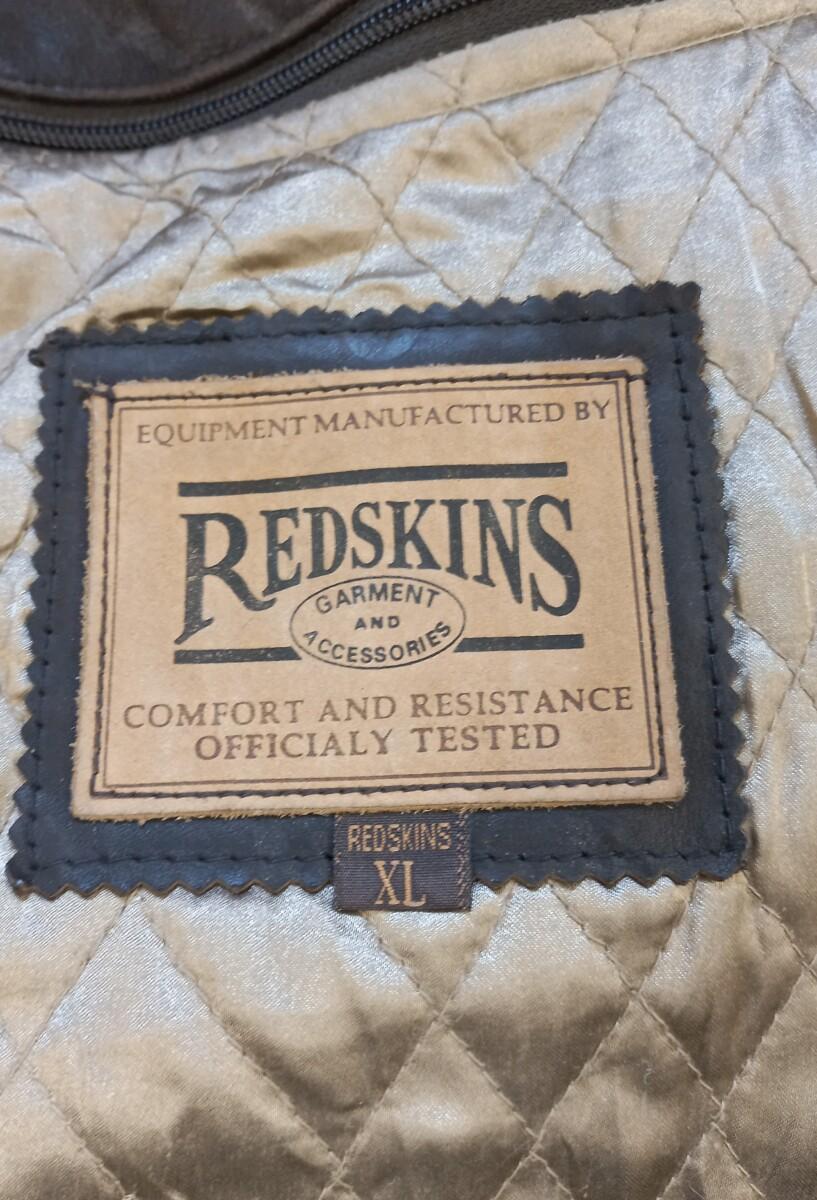 EQUIPMENT MANUFACTURED BY
REDSKINS
GARMENT
AND
ACCESSORIES
COMFORT AND RESISTANCE
OFFICIALY TESTED
REDSKINS
XL